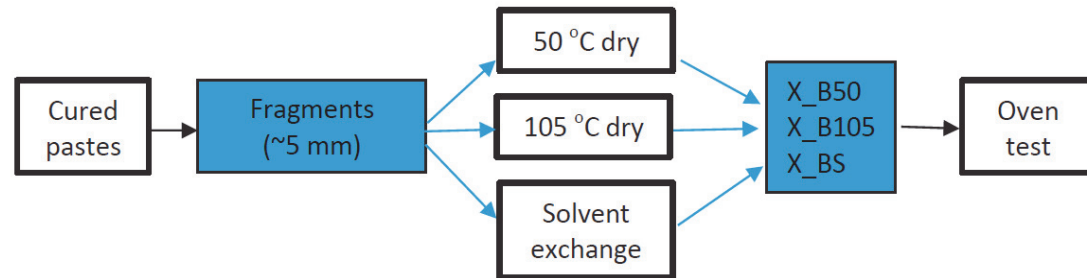 Cured
pastes
Fragments
(~5 mm)
50 °C dry
105 °C dry
Solvent
exchange
X_B50
X_B105
X_BS
Oven
test